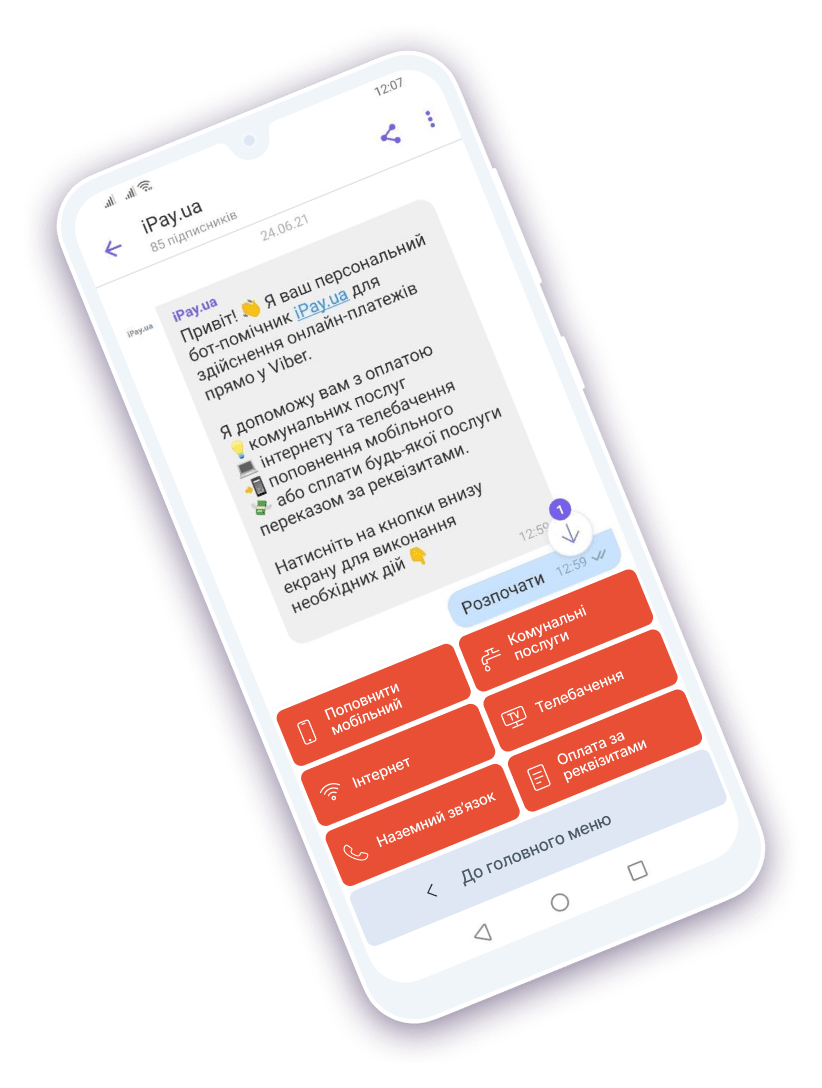 12:07
iPay.ua
85 підписників
24.06.21
iPay.ua
iPay.ua
Привіт! 👏 Я ваш персональний
бот-помічник iPay.ua для
здійснення онлайн-платежів
прямо у Viber.
Я допоможу вам з оплатою
💡комунальних послуг
💻 інтернету та телебачення
📲 поповнення мобільного
💸 або сплати будь-якої послуги
переказом за реквізитами.
Натисніть на кнопки внизу
екрану для виконання
необхідних дій 👇
12:59
1
Розпочати 12:59
Поповнити
мобільний
Комунальні
послуги
Інтернет
TV Телебачення
Наземний зв'язок
Оплата за
реквізитами
До головного меню